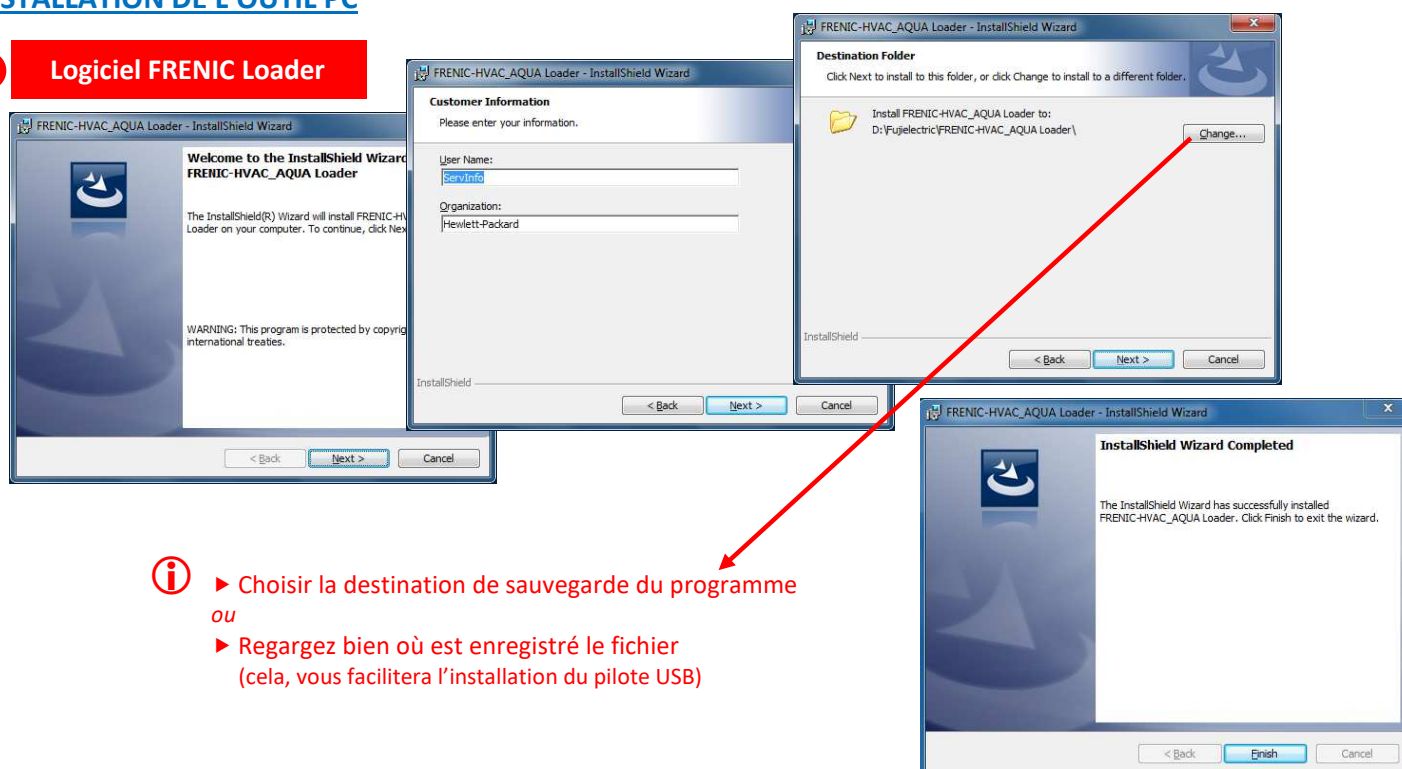 STALLATION DE L'OUTIL PC
Logiciel FRENIC Loader
FRENIC-HVAC_AQUA Loader - InstallShield Wizard
Welcome to the InstallShield Wizard
FRENIC-HVAC_AQUA Loader
The InstallShield(R) Wizard will install FRENIC-HV
Loader on your computer. To continue, click Nex
WARNING: This program is protected by copyrig
international treaties.
< Back
Next >
Cancel
FRENIC-HVAC_AQUA Loader - InstallShield Wizard
Customer Information
Please enter your information.
User Name:
ServInfo
Organization:
Hewlett-Packard
InstallShield
< Back
Next >
Cancel
FRENIC-HVAC_AQUA Loader - InstallShield Wizard
Destination Folder
Click Next to install to this folder, or click Change to install to a different folder.
Install FRENIC-HVAC_AQUA Loader to:
D:\Fujielectric\FRENIC-HVAC_AQUA Loader\
Change...
InstallShield
< Back
Next >
Cancel
FRENIC-HVAC_AQUA Loader - InstallShield Wizard
InstallShield Wizard Completed
The InstallShield Wizard has successfully installed
FRENIC-HVAC_AQUA Loader. Click Finish to exit the wizard.
< Back
Finish
Cancel
► Choisir la destination de sauvegarde du programme
ou
► Regargez bien où est enregistré le fichier
(cela, vous facilitera l'installation du pilote USB)